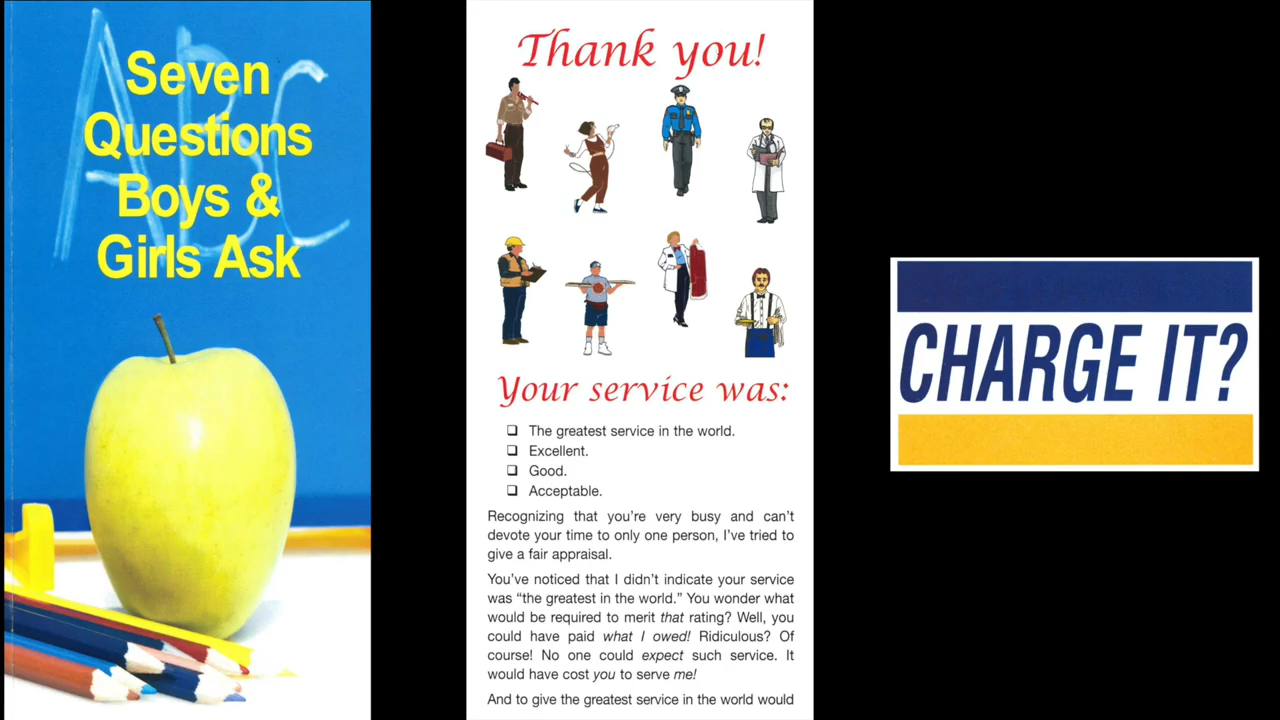 ABC
Seven
Questions
Boys &
Girls Ask
Thank you!
Your service was:
❑ The greatest service in the world.
❑ Excellent.
❑ Good.
❑ Acceptable.
Recognizing that you're very busy and can't
devote your time to only one person, I've tried to
give a fair appraisal.
You've noticed that I didn't indicate your service
was “the greatest in the world.” You wonder what
would be required to merit that rating? Well, you
could have paid what I owed! Ridiculous? Of
course! No one could expect such service. It
would have cost you to serve me!
And to give the greatest service in the world would
CHARGE IT?